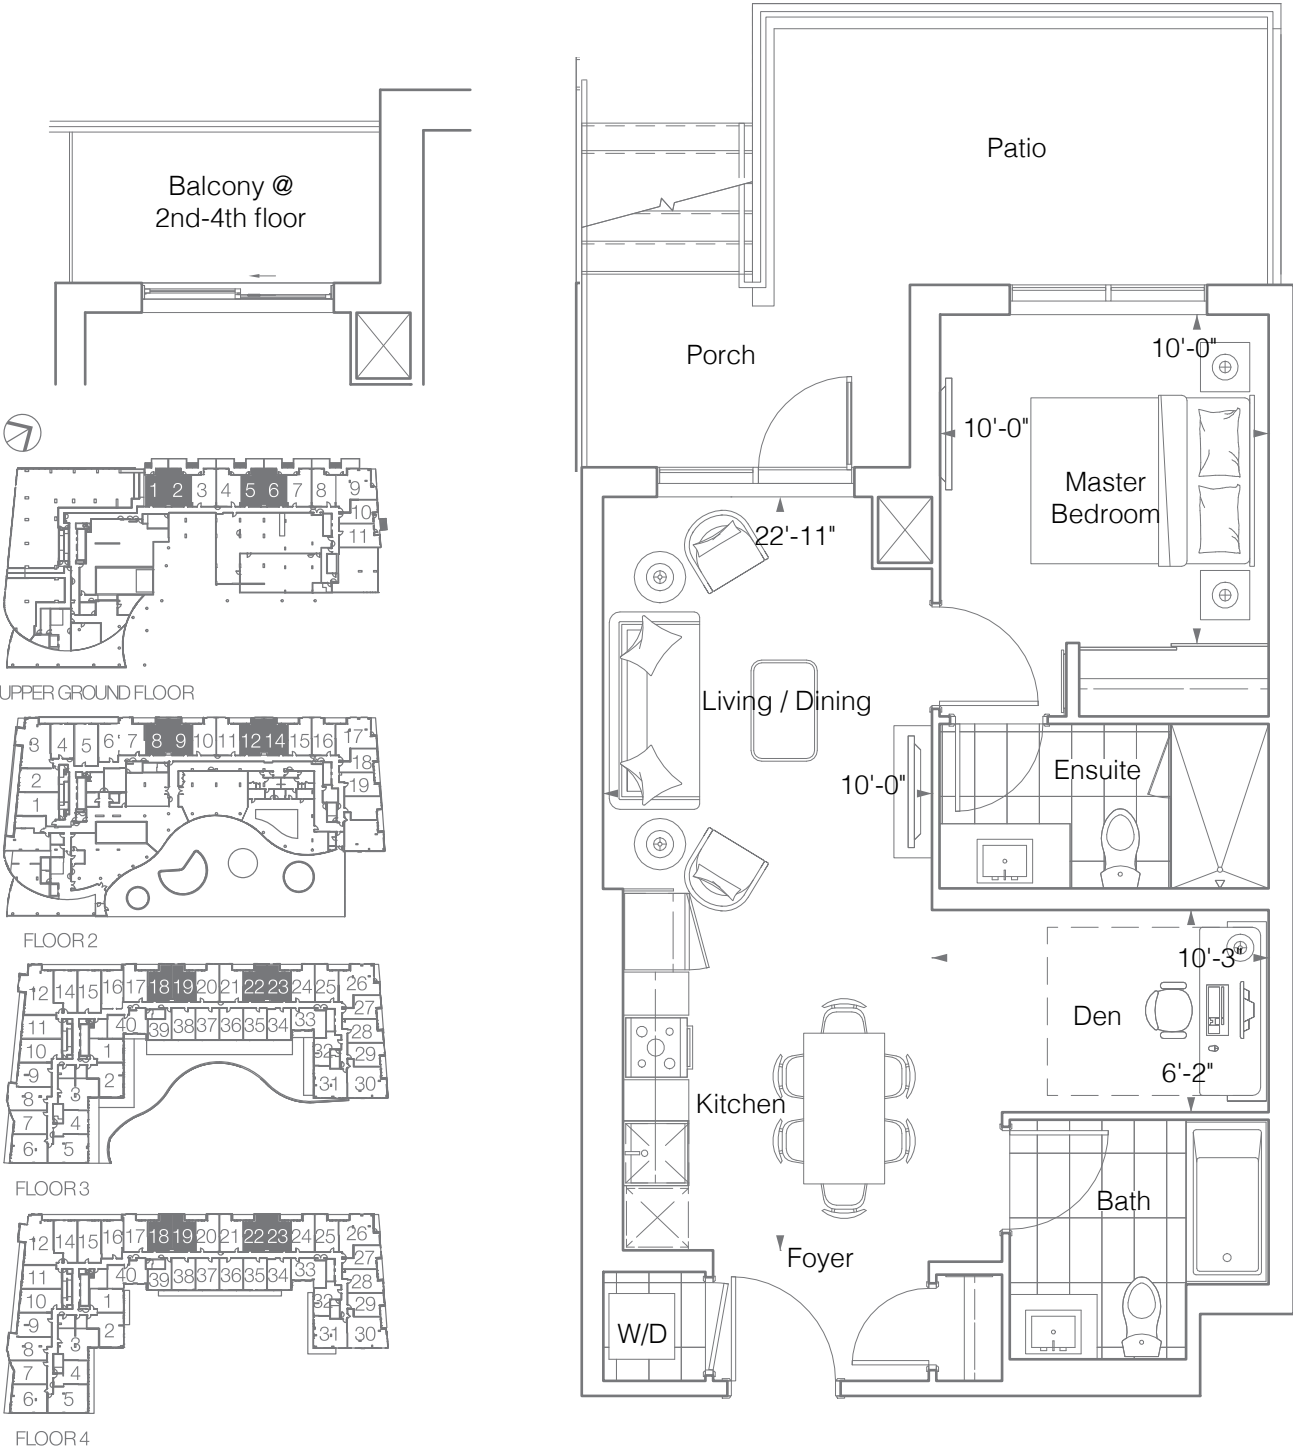 Balcony @
2nd-4th floor
1 2 3 4 5 6 7 8 9
10
11
UPPER GROUND FLOOR
3 4 5 6 7 8 9 10 11 12 14 15 16 17
2 18
1 19
FLOOR 2
12 14 15 16 17 18 19 20 21 22 23 24 25 26
27
11 40 39 38 37 36 35 34 33 28
10 1 32 29
9 2 31 30
8 3
7 4
6 5
FLOOR 3
12 14 15 16 17 18 19 20 21 22 23 24 25 26
27
11 40 39 38 37 36 35 34 33 28
10 1 32 29
9 2 31 30
8 3
7 4
6 5
FLOOR 4
Patio
Porch
10'-0"
10'-0"
Master
Bedroom
22'-11"
Living / Dining
Ensuite
10'-0"
10'-3"
Den
6'-2"
Kitchen
Bath
Foyer
W/D